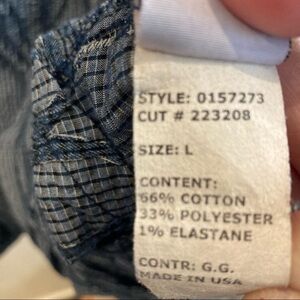 STYLE: 0157273
CUT # 223208
SIZE: L
CONTENT:
66% COTTON
33% POLYESTER
1% ELASTANE
CONTR: G.G.
MADE IN USA